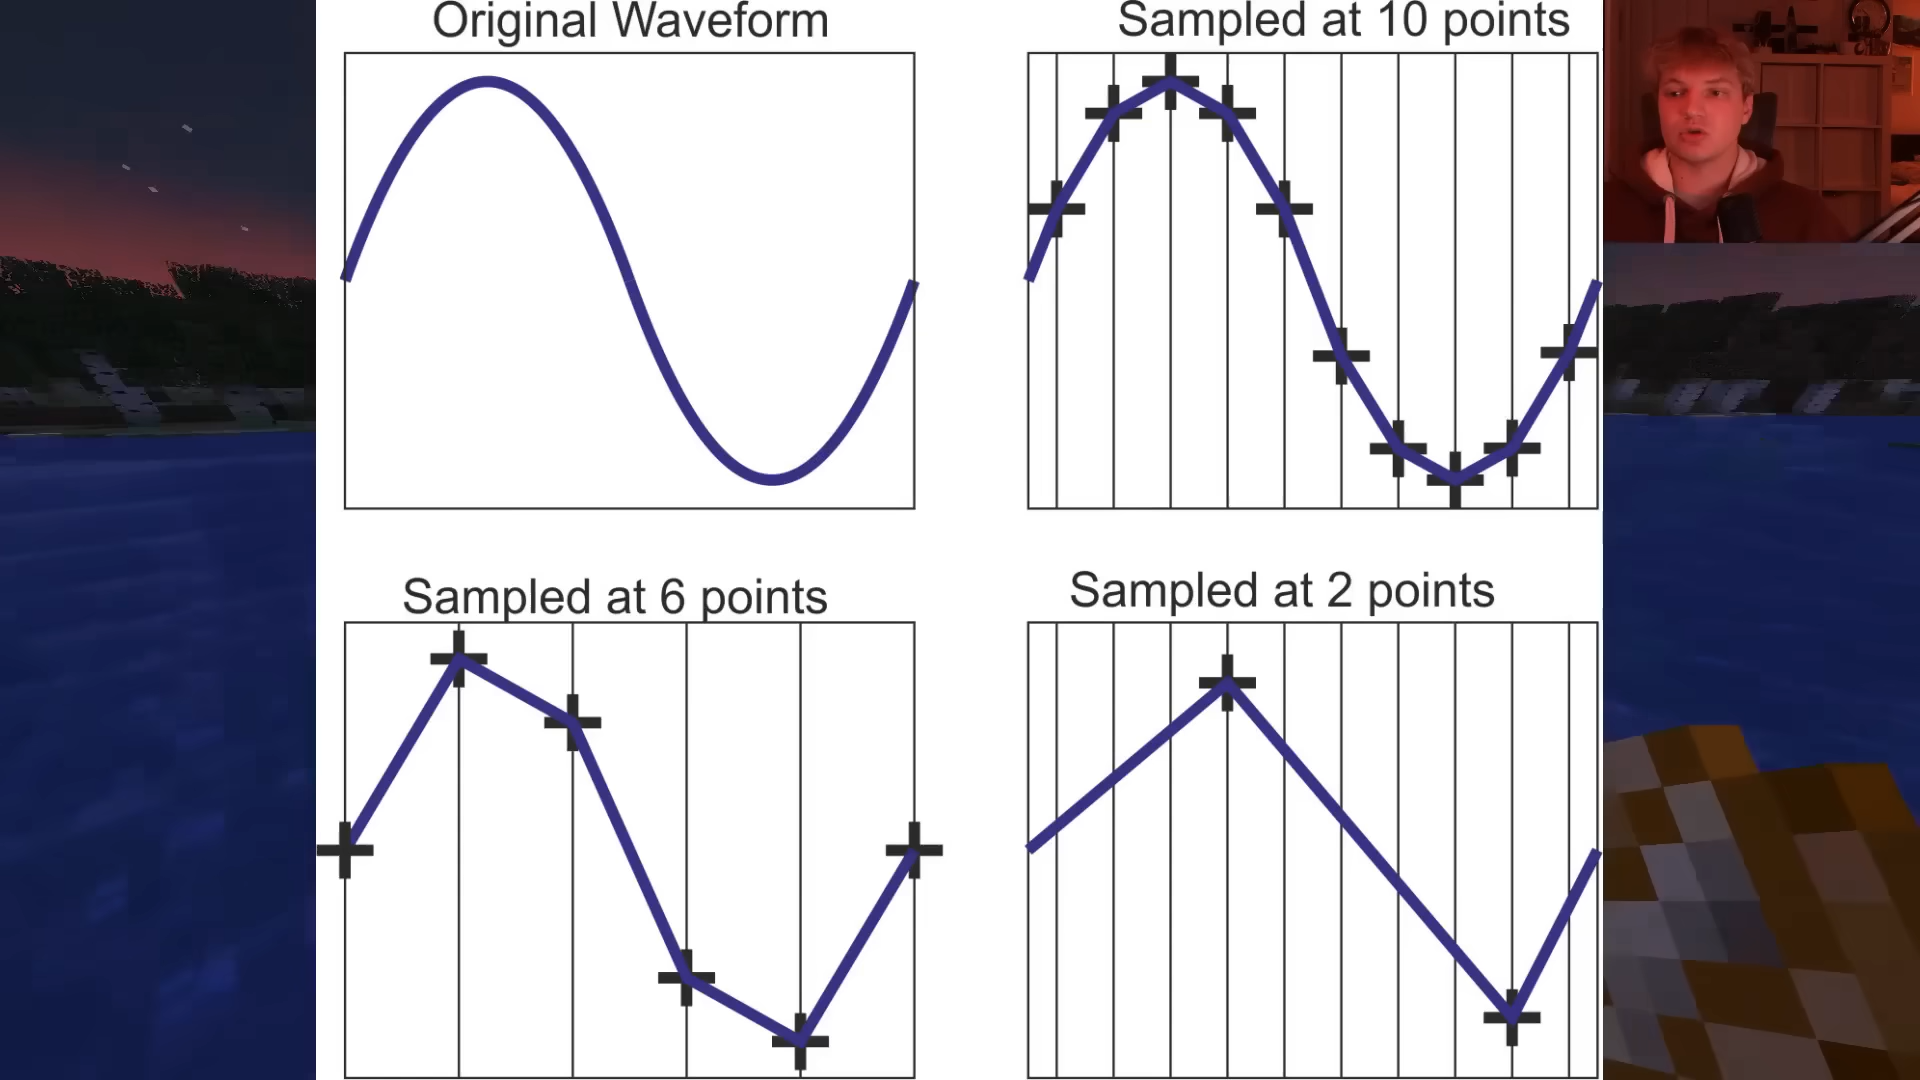 Original Waveform
Sampled at 10 points
Sampled at 6 points
Sampled at 2 points